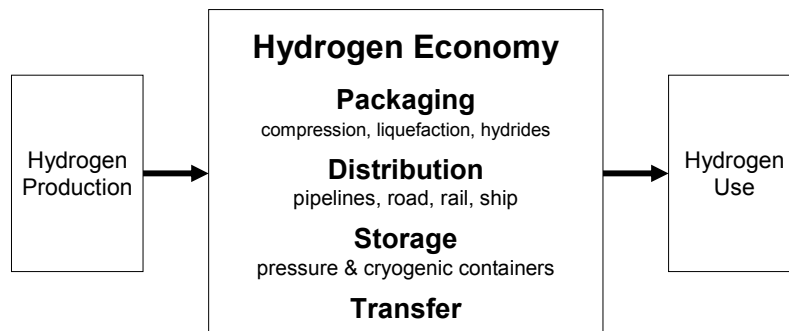 Hydrogen Economy
Packaging
compression, liquefaction, hydrides
Distribution
pipelines, road, rail, ship
Storage
pressure & cryogenic containers
Transfer
Hydrogen
Production
Hydrogen
Use